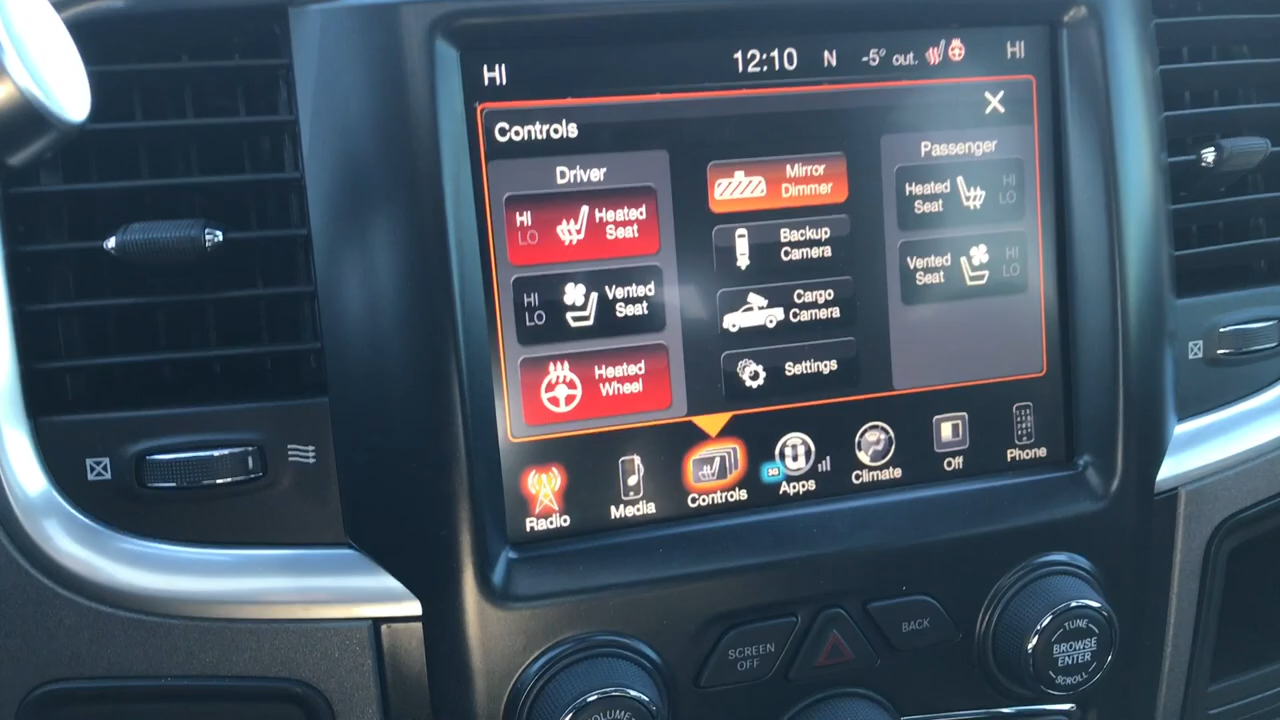 HI
12:10 N -5° out.
HI
Controls
Driver
HI
LO
Heated
Seat
HI
LO
Vented
Seat
Heated
Wheel
Mirror
Dimmer
Backup
Camera
Cargo
Camera
Settings
Passenger
Heated
Seat
HI
LO
Vented
Seat
HI
LO
Radio
Media
Controls
3G
Apps
Climate
Off
Phone
SCREEN
OFF
BACK
VOLUME
TUNE
BROWSE
ENTER
SCROLL